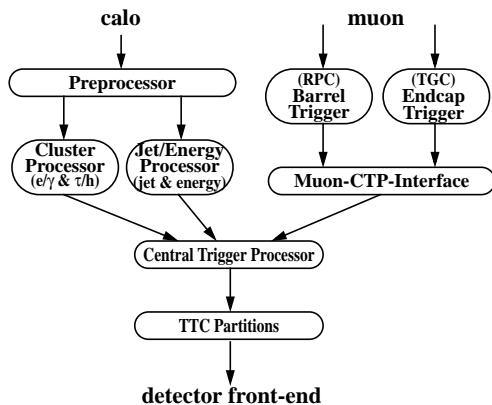 calo
muon
Preprocessor
(RPC)
Barrel
Trigger
(TGC)
Endcap
Trigger
Cluster
Processor
(e/γ & τ/h)
Jet/Energy
Processor
(jet & energy)
Muon-CTP-Interface
Central Trigger Processor
TTC Partitions
detector front-end